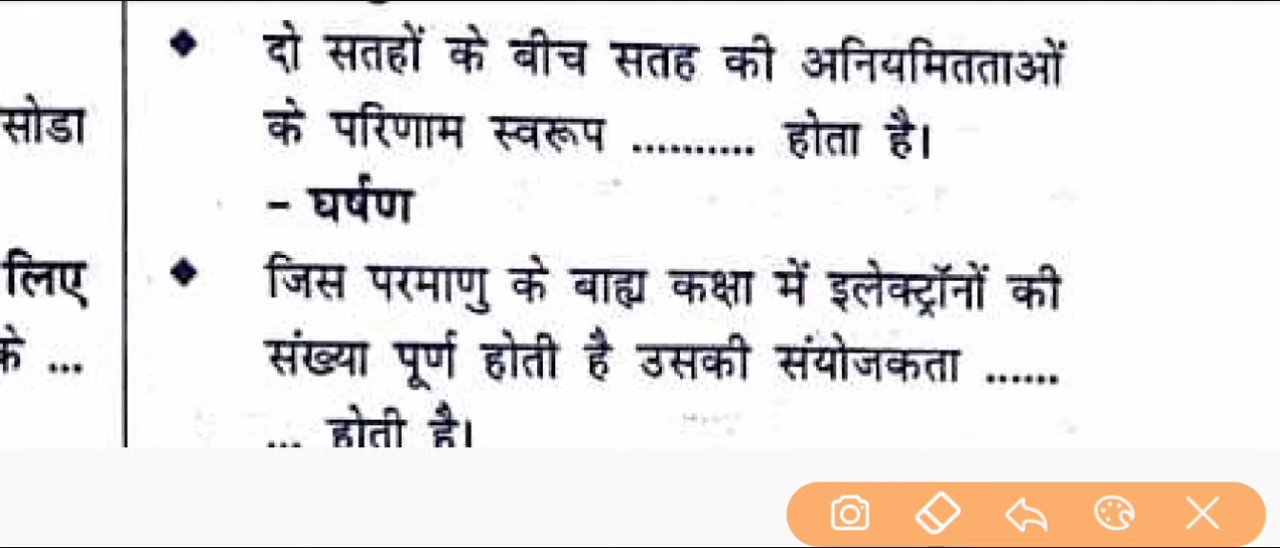 ◆ दो सतहों के बीच सतह की अनियमितताओं
सोडा
के परिणाम स्वरूप ........... होता है।
- घर्षण
लिए
◆ जिस परमाणु के बाह्य कक्षा में इलेक्ट्रॉनों की
संख्या पूर्ण होती है उसकी संयोजकता ......
के ...
... होती है।